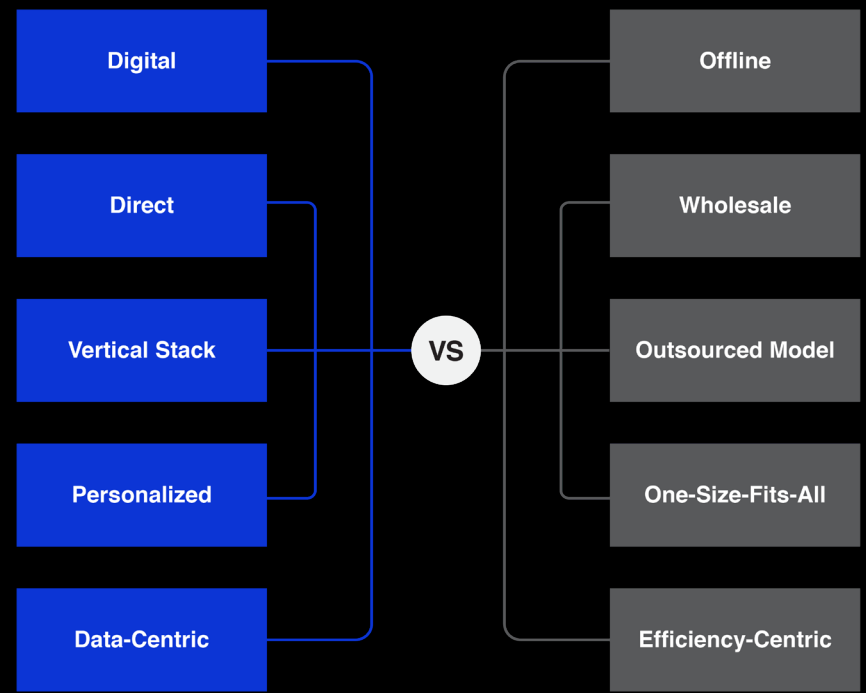 Digital
Offline
Direct
Wholesale
Vertical Stack
VS
Outsourced Model
Personalized
One-Size-Fits-All
Data-Centric
Efficiency-Centric